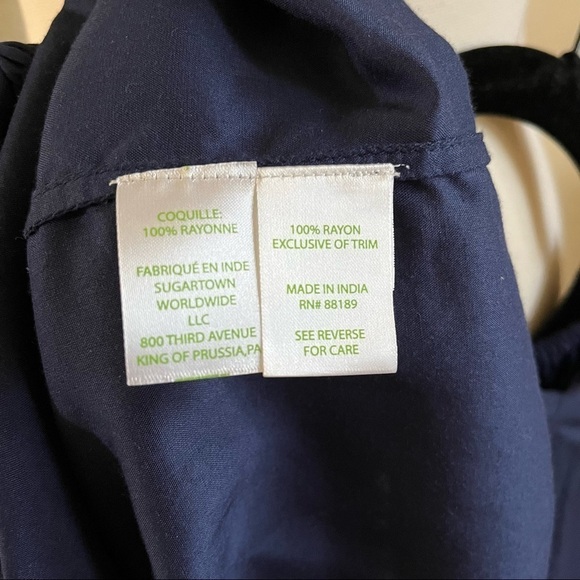 COQUILLE:
100% RAYONNE
FABRIQUÉ EN INDE
SUGARTOWN
WORLDWIDE
LLC
800 THIRD AVENUE
KING OF PRUSSIA,PA
100% RAYON
EXCLUSIVE OF TRIM
MADE IN INDIA
RN# 88189
SEE REVERSE
FOR CARE